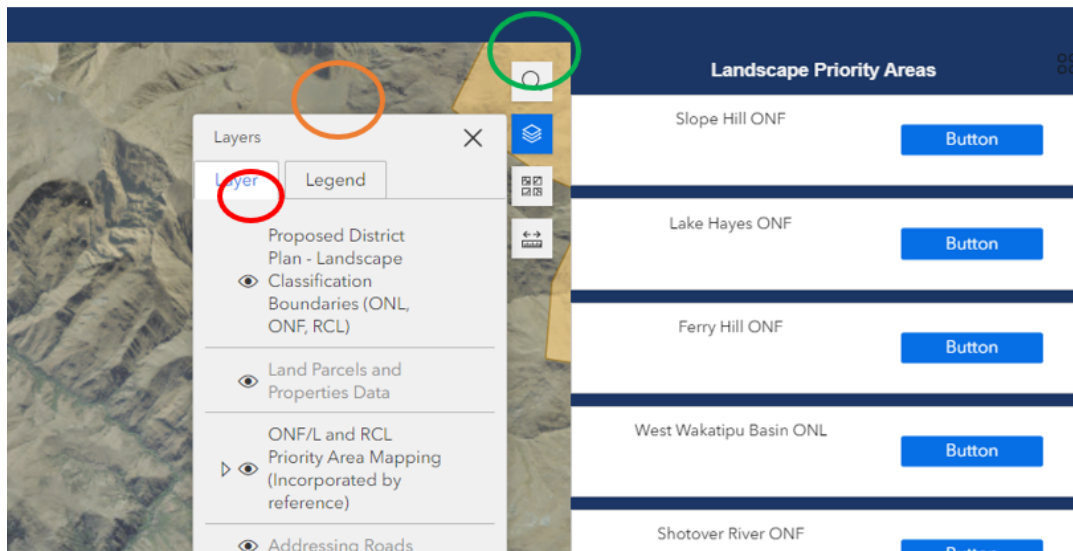 Landscape Priority Areas
Layers
Layer
Legend
Proposed District
Plan - Landscape
Classification
Boundaries (ONL,
ONF, RCL)
Land Parcels and
Properties Data
ONF/L and RCL
Priority Area Mapping
(Incorporated by
reference)
Addressing Roads
Slope Hill ONF
Button
Lake Hayes ONF
Button
Ferry Hill ONF
Button
West Wakatipu Basin ONL
Button
Shotover River ONF
Button